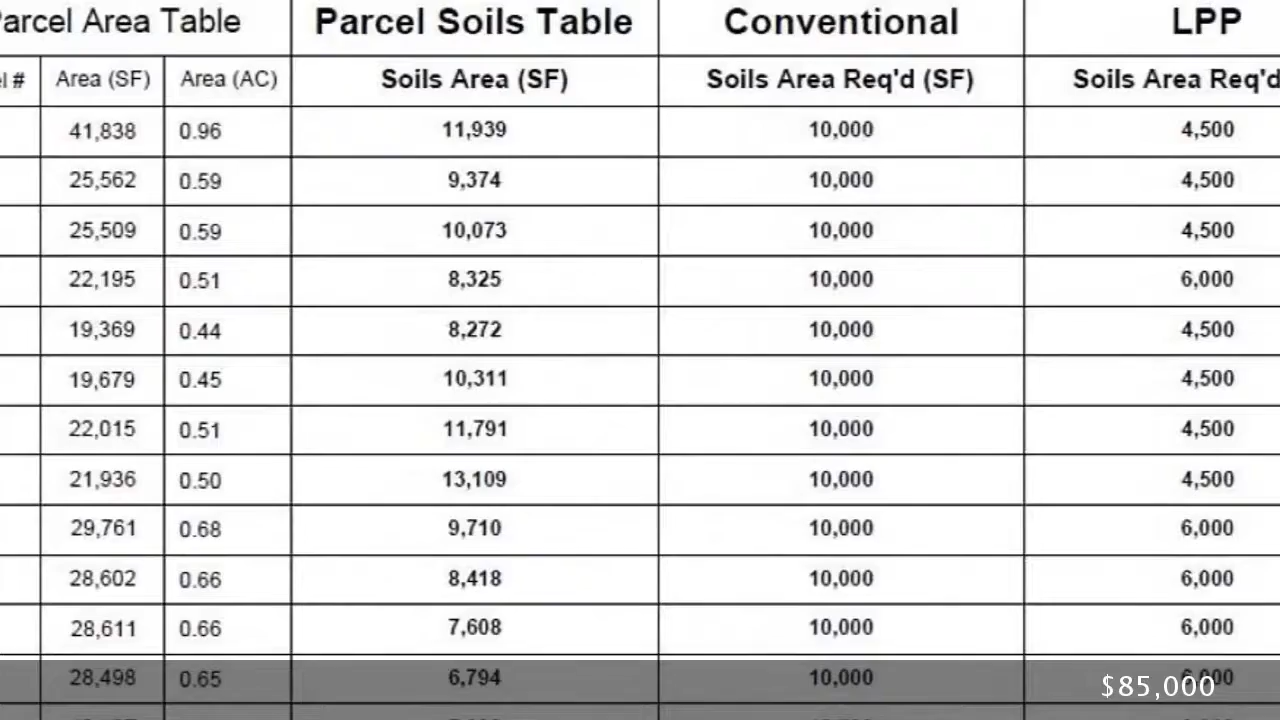 Parcel Area Table Parcel Soils Table Conventional LPP
# Area (SF) Area (AC) Soils Area (SF) Soils Area Req'd (SF) Soils Area Req'd
41,838 0.96 11,939 10,000 4,500
25,562 0.59 9,374 10,000 4,500
25,509 0.59 10,073 10,000 4,500
22,195 0.51 8,325 10,000 6,000
19,369 0.44 8,272 10,000 4,500
19,679 0.45 10,311 10,000 4,500
22,015 0.51 11,791 10,000 4,500
21,936 0.50 13,109 10,000 4,500
29,761 0.68 9,710 10,000 6,000
28,602 0.66 8,418 10,000 6,000
28,611 0.66 7,608 10,000 6,000
28,498 0.65 6,794 10,000 6,000
$85,000